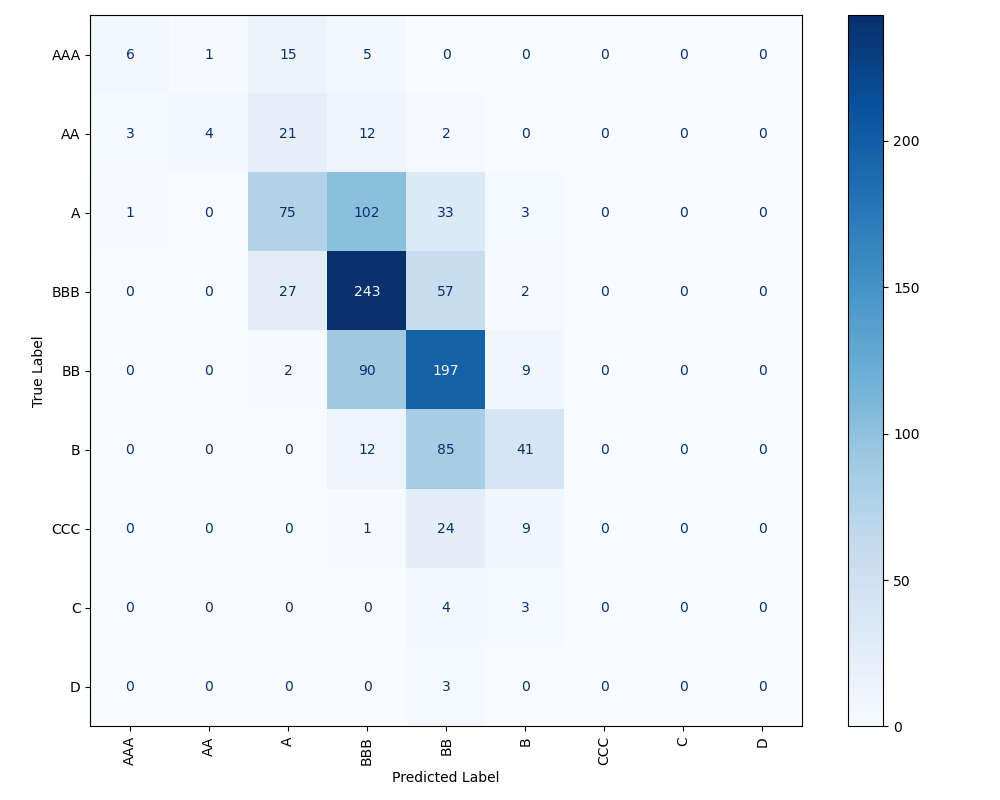 AAA 6 1 15 5 0 0 0 0 0
AA 3 4 21 12 2 0 0 0 0
A 1 0 75 102 33 3 0 0 0
BBB 0 0 27 243 57 2 0 0 0
BB 0 0 2 90 197 9 0 0 0
B 0 0 0 12 85 41 0 0 0
CCC 0 0 0 1 24 9 0 0 0
C 0 0 0 0 4 3 0 0 0
D 0 0 0 0 3 0 0 0 0
AAA AA A BBB BB B CCC C D
True Label
Predicted Label
200
150
100
50
0